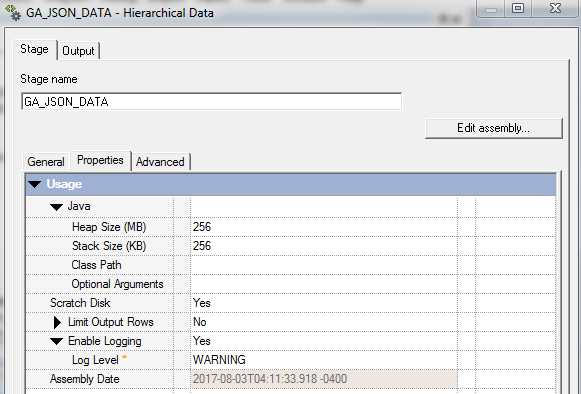 GA_JSON_DATA - Hierarchical Data
Stage Output
Stage name
GA_JSON_DATA
Edit assembly...
General Properties Advanced
Usage
Java
Heap Size (MB) 256
Stack Size (KB) 256
Class Path
Optional Arguments
Scratch Disk Yes
Limit Output Rows No
Enable Logging Yes
Log Level * WARNING
Assembly Date 2017-08-03T04:11:33.918 -0400